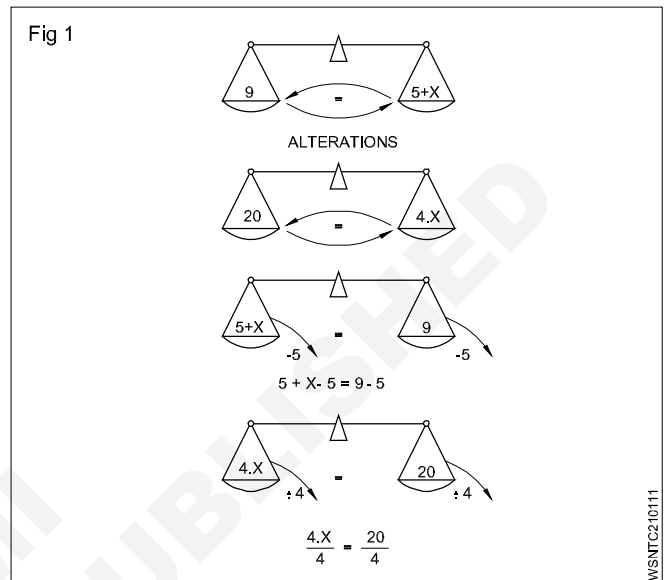 Fig 1
9 = 5+X
ALTERATIONS
20 = 4.X
5+X = 9
-5 -5
5 + X- 5 = 9 - 5
4.X = 20
÷ 4 ÷ 4
4.X = 20
4 4
WSNTC210111
UBLISHED